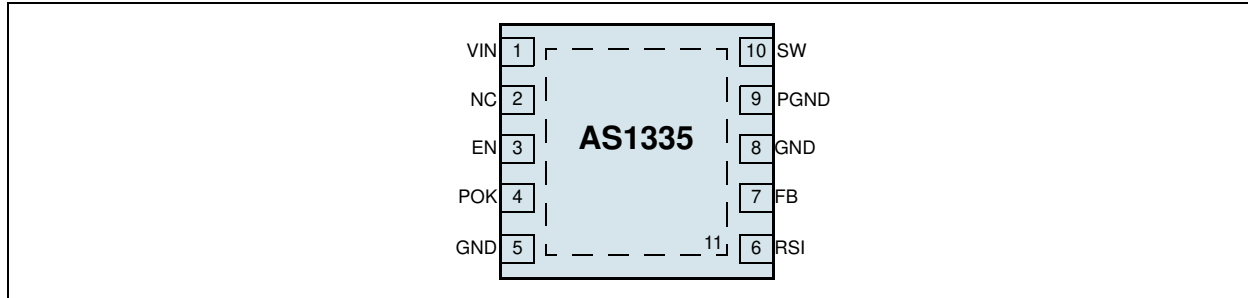 VIN 1 10 SW
NC 2 9 PGND
AS1335
EN 3 8 GND
POK 4 7 FB
GND 5 11 6 RSI